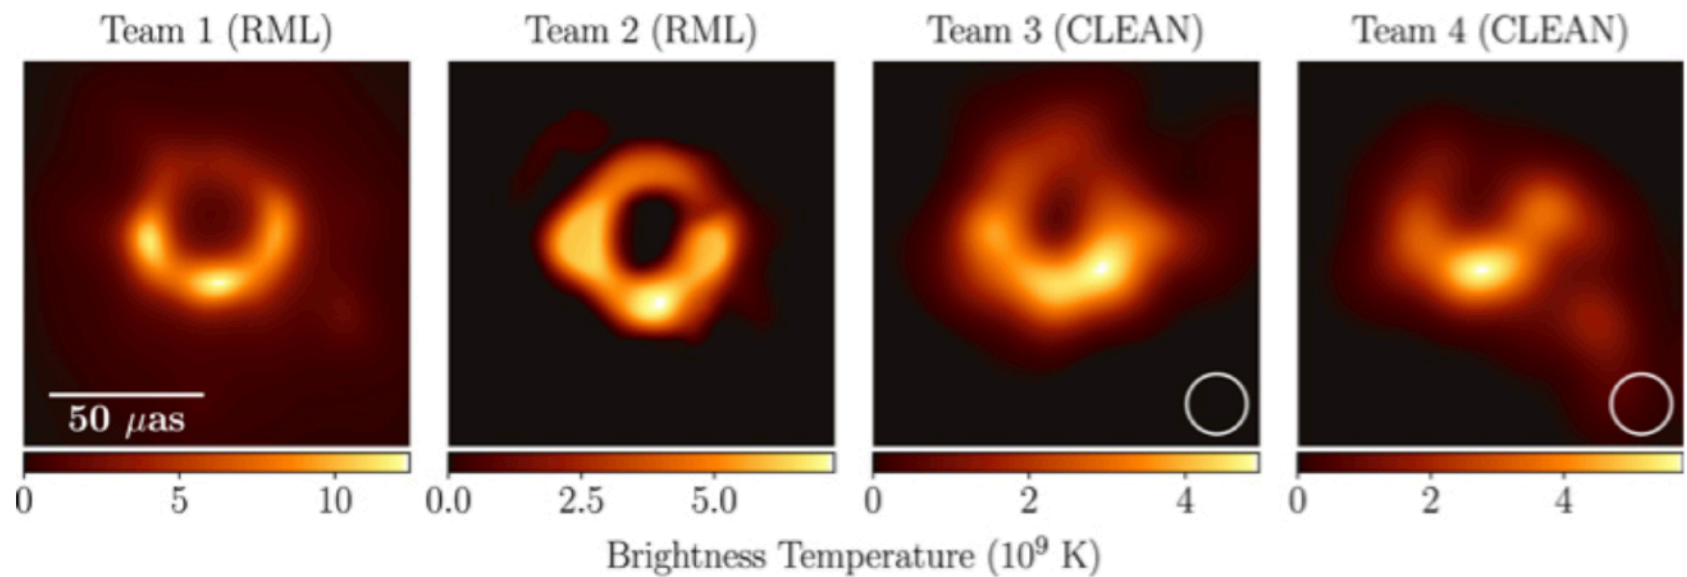 Team 1 (RML) Team 2 (RML) Team 3 (CLEAN) Team 4 (CLEAN)
50 μas
0 5 10 0.0 2.5 5.0 0 2 4 0 2 4
Brightness Temperature (10⁹ K)